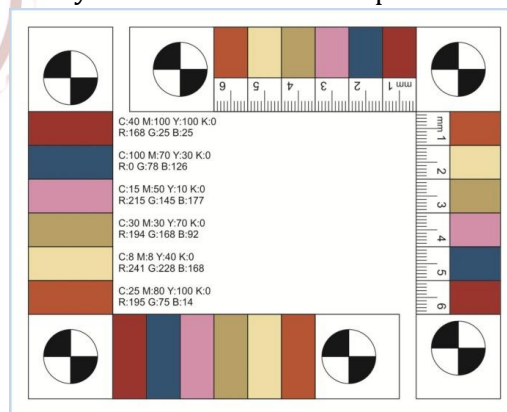 6 5 4 3 2 1 mm
C:40 M:100 Y:100 K:0
R:168 G:25 B:25
C:100 M:70 Y:30 K:0
R:0 G:78 B:126
C:15 M:50 Y:10 K:0
R:215 G:145 B:177
C:30 M:30 Y:70 K:0
R:194 G:168 B:92
C:8 M:8 Y:40 K:0
R:241 G:228 B:168
C:25 M:80 Y:100 K:0
R:195 G:75 B:14
mm 1
2
3
4
5
6